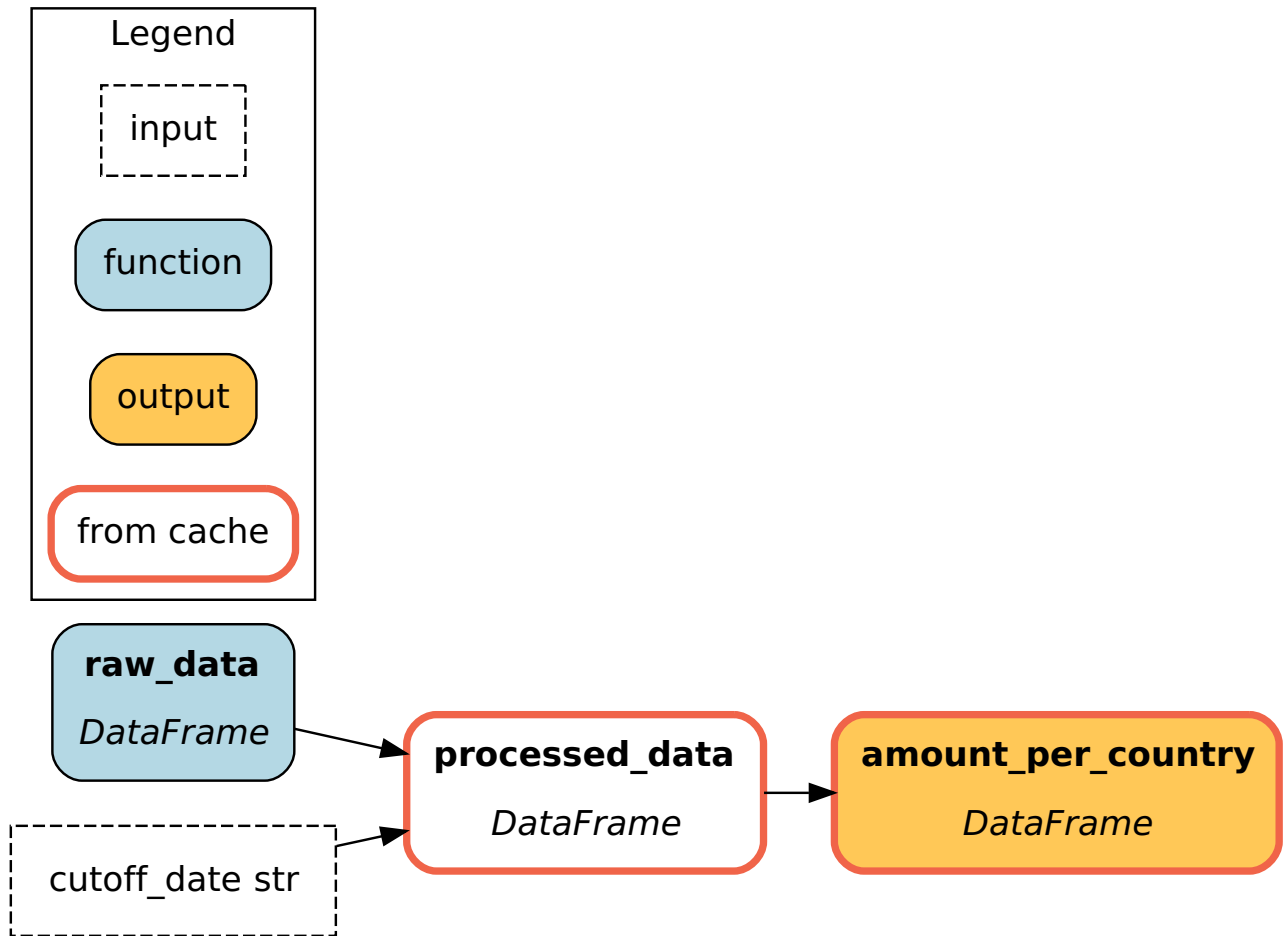 Legend
input
function
output
from cache
raw_data
DataFrame
cutoff_date str
processed_data
DataFrame
amount_per_country
DataFrame